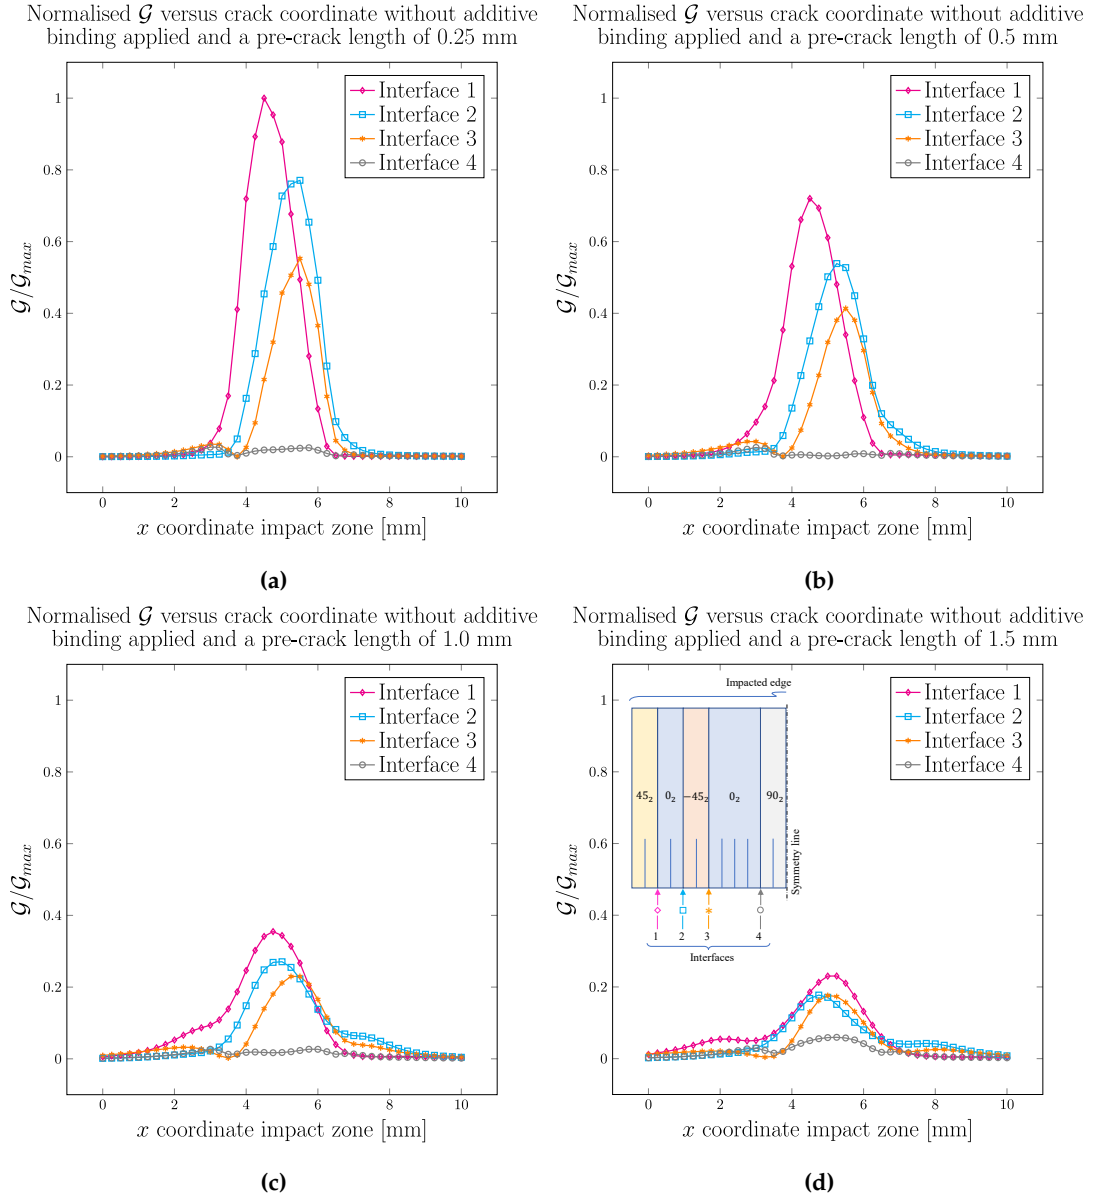 Normalised G versus crack coordinate without additive
binding applied and a pre-crack length of 0.25 mm
Interface 1
Interface 2
Interface 3
Interface 4
1
0.8
0.6
0.4
0.2
0
G/Gmax
0 2 4 6 8 10
x coordinate impact zone [mm]
(a)
Normalised G versus crack coordinate without additive
binding applied and a pre-crack length of 0.5 mm
Interface 1
Interface 2
Interface 3
Interface 4
1
0.8
0.6
0.4
0.2
0
G/Gmax
0 2 4 6 8 10
x coordinate impact zone [mm]
(b)
Normalised G versus crack coordinate without additive
binding applied and a pre-crack length of 1.0 mm
Interface 1
Interface 2
Interface 3
Interface 4
1
0.8
0.6
0.4
0.2
0
G/Gmax
0 2 4 6 8 10
x coordinate impact zone [mm]
(c)
Normalised G versus crack coordinate without additive
binding applied and a pre-crack length of 1.5 mm
Interface 1
Interface 2
Interface 3
Interface 4
Impacted edge
45₂ 0₂ −45₂ 0₂ 90₂
Symmetry line
1 2 3 4
Interfaces
1
0.8
0.6
0.4
0.2
0
G/Gmax
0 2 4 6 8 10
x coordinate impact zone [mm]
(d)